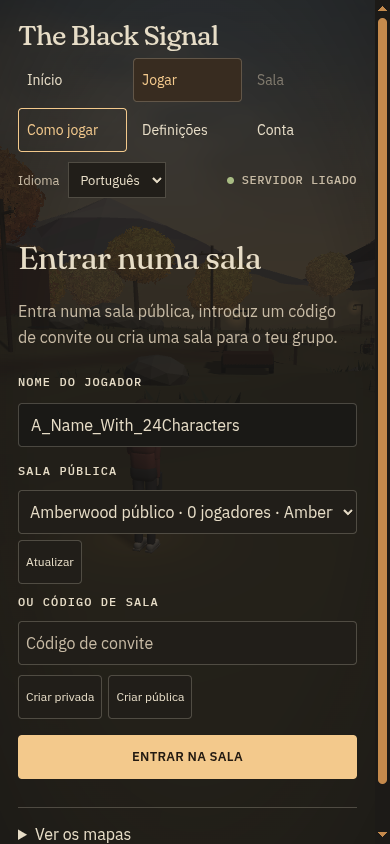 The Black Signal
Início
Jogar
Sala
Como jogar
Definições
Conta
Idioma
Português
SERVIDOR LIGADO
Entrar numa sala
Entra numa sala pública, introduz um código
de convite ou cria uma sala para o teu grupo.
NOME DO JOGADOR
A_Name_With_24Characters
SALA PÚBLICA
Amberwood público · 0 jogadores · Amber
Atualizar
OU CÓDIGO DE SALA
Código de convite
Criar privada
Criar pública
ENTRAR NA SALA
Ver os mapas